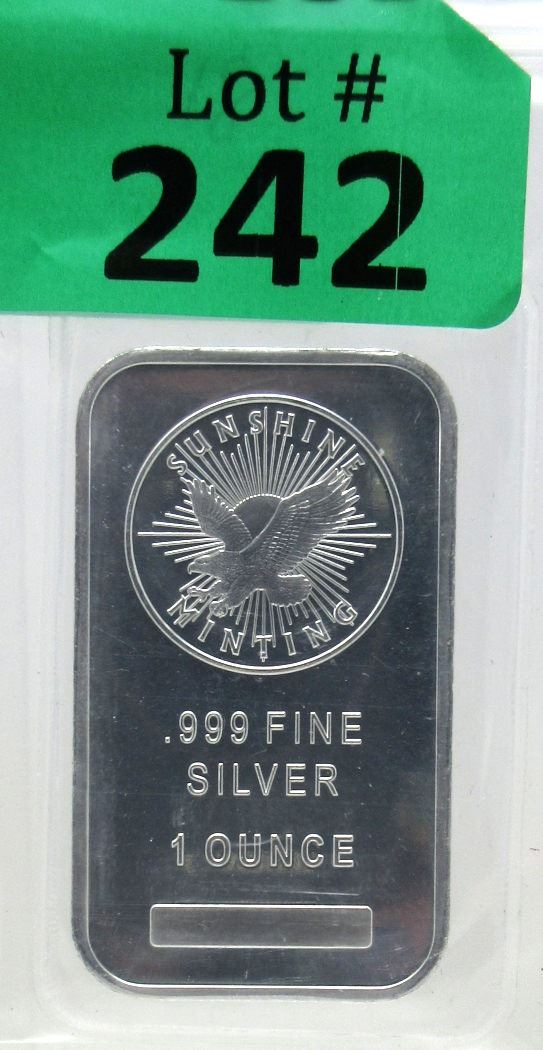 Lot #
242
SUNSHINE
MINTING
.999 FINE
SILVER
1 OUNCE